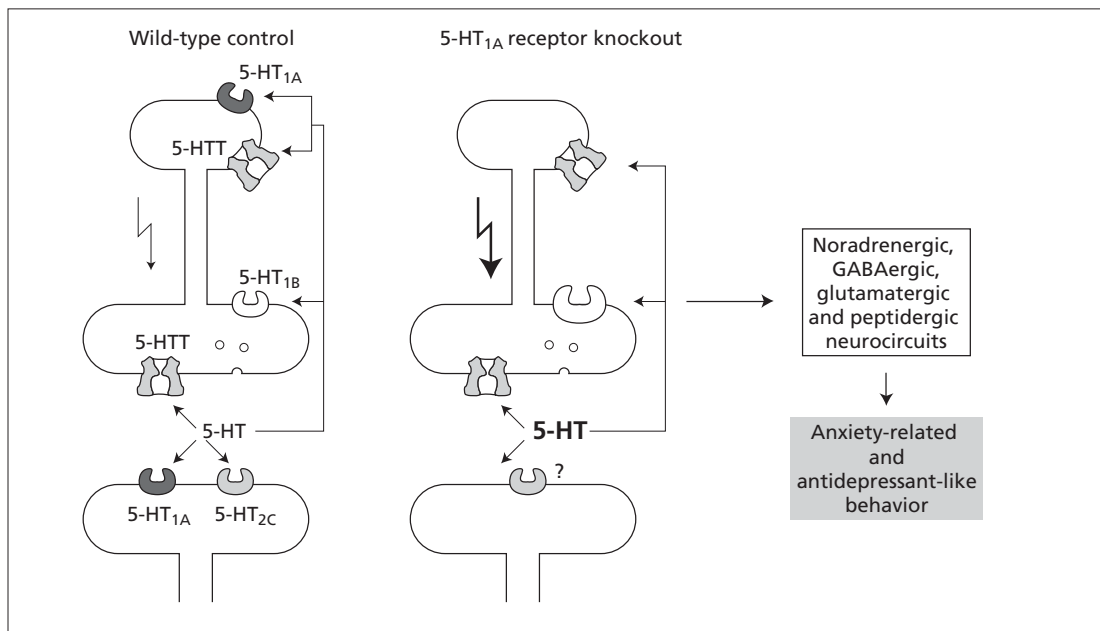 Wild-type control
5-HT1A
5-HTT
5-HT1B
5-HTT
5-HT
5-HT1A
5-HT2C
5-HT1A receptor knockout
5-HT
?
Noradrenergic,
GABAergic,
glutamatergic
and peptidergic
neurocircuits
Anxiety-related
and
antidepressant-like
behavior